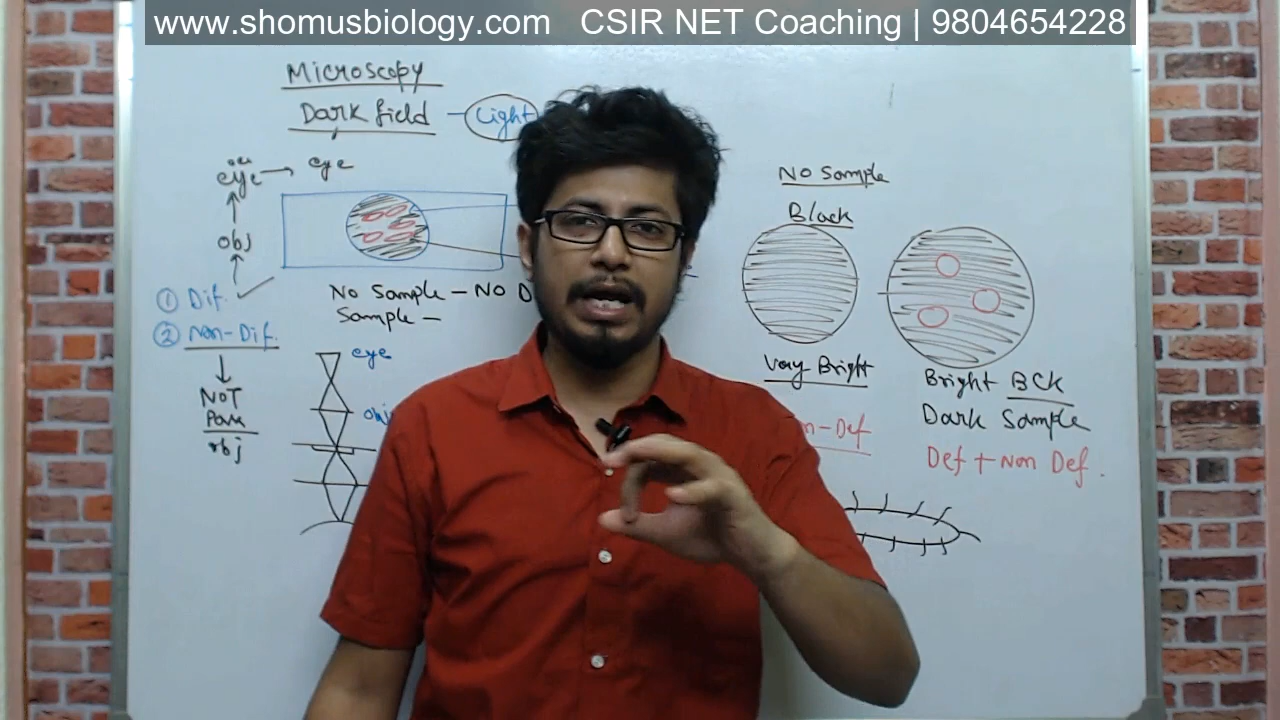 www.shomusbiology.com CSIR NET Coaching | 9804654228
Microscopy
Dark field - Light
eye → eye
obj
① Dif.
② Non-Dif.
NOT
Pass
obj
No Sample - NO D
Sample -
eye
obj
No Sample
Black
Very Bright
n-Def
Bright BCK
Dark Sample
Def + Non Def.